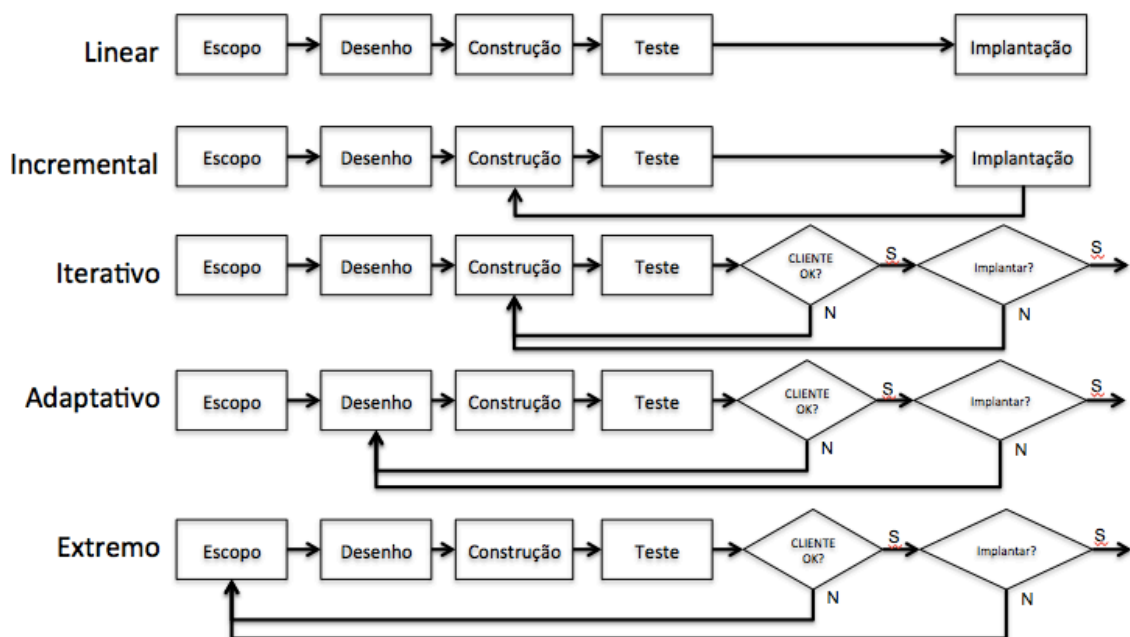 Linear
Escopo
Desenho
Construção
Teste
Implantação
Incremental
Escopo
Desenho
Construção
Teste
Implantação
Iterativo
Escopo
Desenho
Construção
Teste
CLIENTE
OK?
S
N
Implantar?
S
N
Adaptativo
Escopo
Desenho
Construção
Teste
CLIENTE
OK?
S
N
Implantar?
S
N
Extremo
Escopo
Desenho
Construção
Teste
CLIENTE
OK?
S
N
Implantar?
S
N